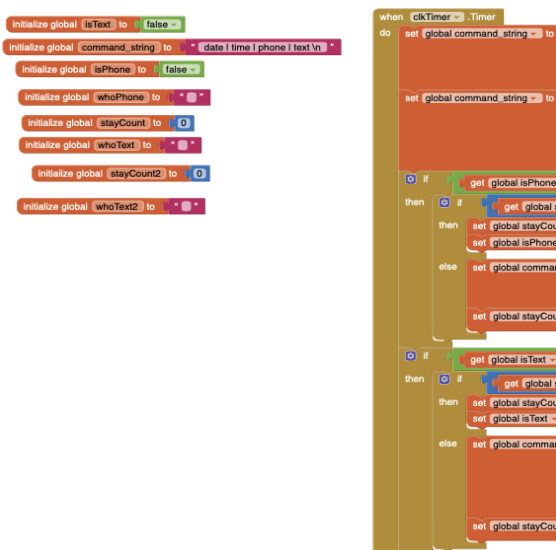 initialize global isText to false
initialize global command_string to " date | time | phone | text \n "
initialize global isPhone to false
initialize global whoPhone to " "
initialize global stayCount to 0
initialize global whoText to " "
initialize global stayCount2 to 0
initialize global whoText2 to " "
when clkTimer .Timer
do set global command_string to
set global command_string to
if get global isPhone
then if get global s
then set global stayCou
set global isPhone
else set global comman
set global stayCou
if get global isText
then if get global s
then set global stayCou
set global isText
else set global comman
set global stayCou